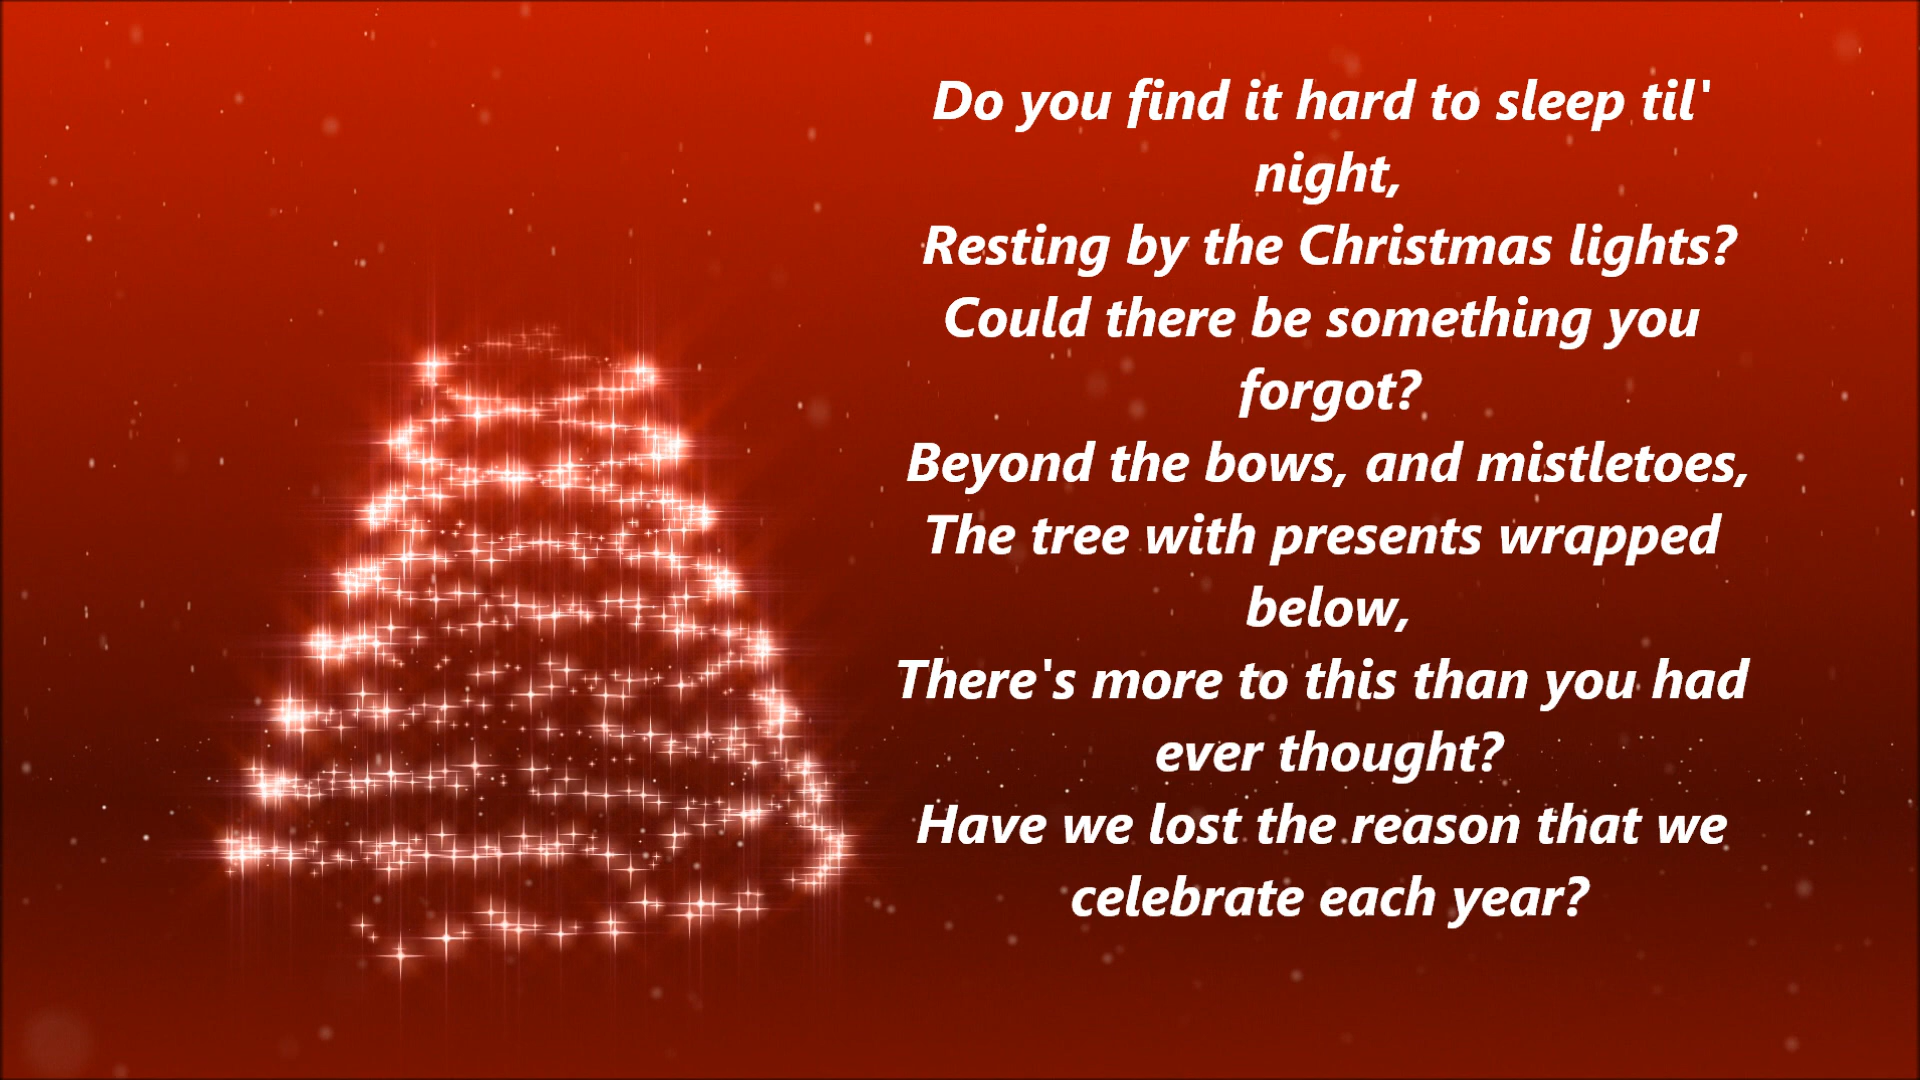 Do you find it hard to sleep til'
night,
Resting by the Christmas lights?
Could there be something you
forgot?
Beyond the bows, and mistletoes,
The tree with presents wrapped
below,
There's more to this than you had
ever thought?
Have we lost the reason that we
celebrate each year?